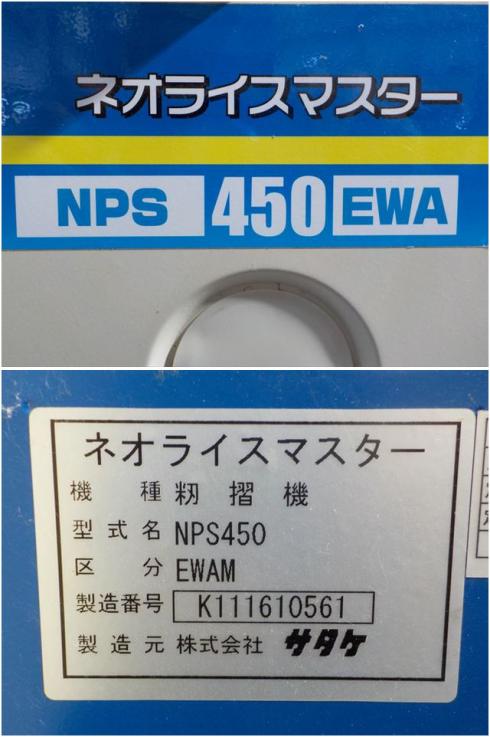 ネオライスマスター
NPS 450 EWA
ネオライスマスター
機種 籾摺機
型式名 NPS450
区分 EWAM
製造番号 K111610561
製造元 株式会社 サタケ